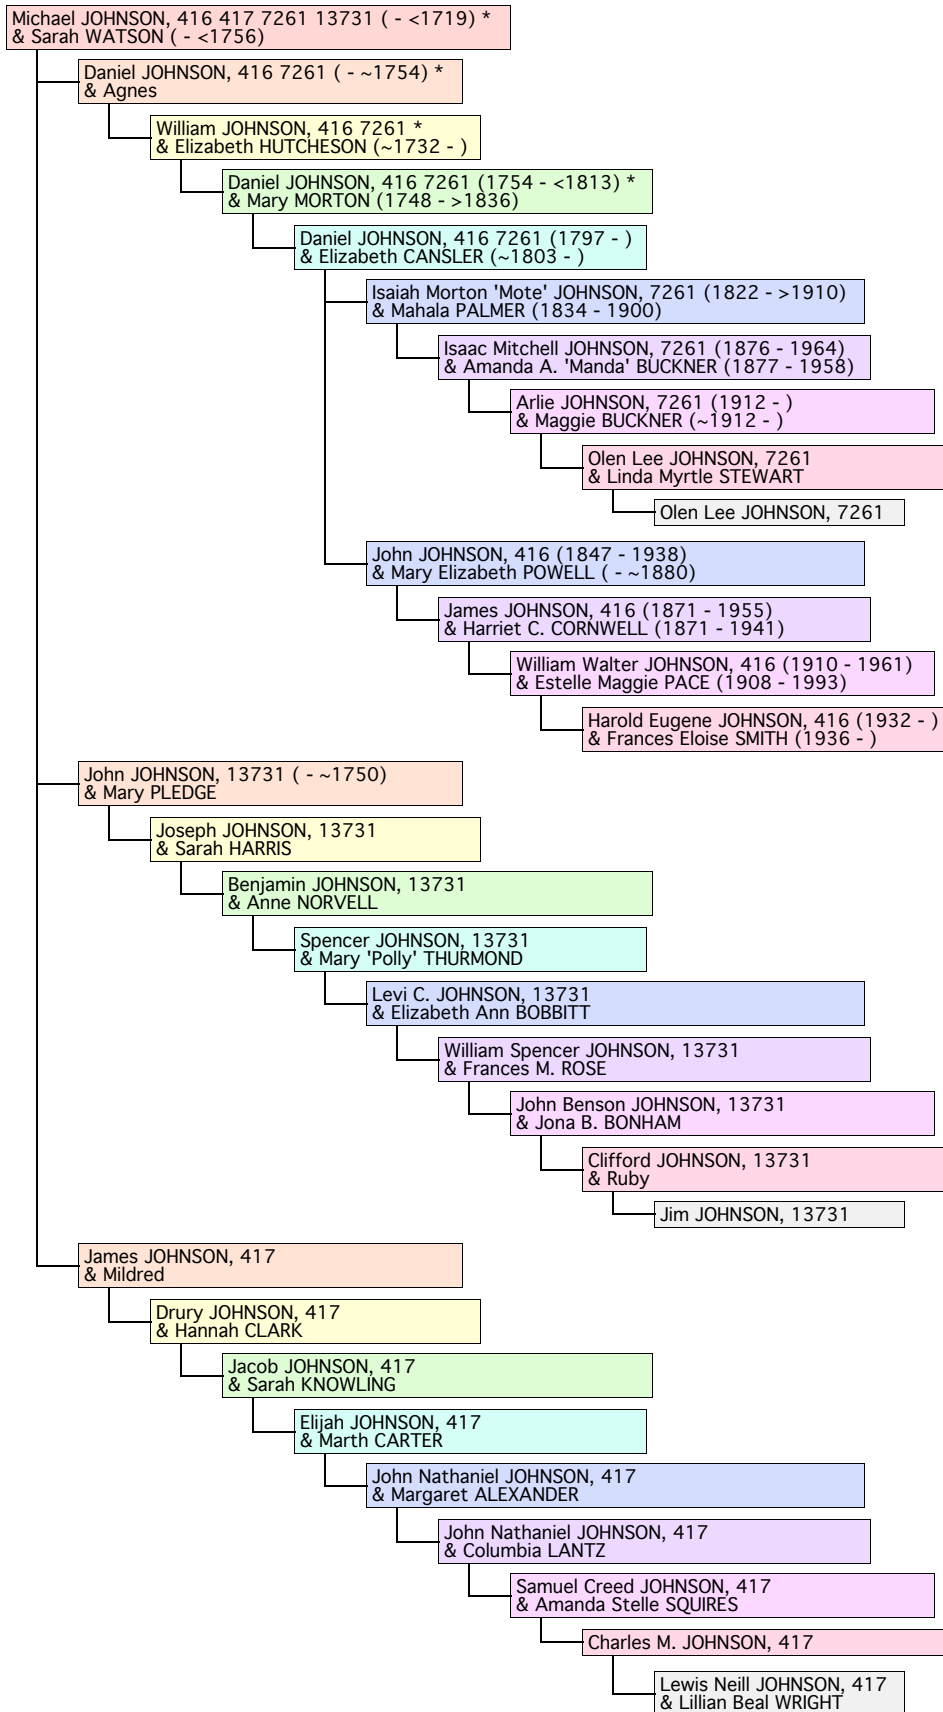 Michael JOHNSON, 416 417 7261 13731 ( - <1719) *
& Sarah WATSON ( - <1756)
Daniel JOHNSON, 416 7261 ( - ~1754) *
& Agnes
William JOHNSON, 416 7261 *
& Elizabeth HUTCHESON (~1732 - )
Daniel JOHNSON, 416 7261 (1754 - <1813) *
& Mary MORTON (1748 - >1836)
Daniel JOHNSON, 416 7261 (1797 - )
& Elizabeth CANSLER (~1803 - )
Isaiah Morton 'Mote' JOHNSON, 7261 (1822 - >1910)
& Mahala PALMER (1834 - 1900)
Isaac Mitchell JOHNSON, 7261 (1876 - 1964)
& Amanda A. 'Manda' BUCKNER (1877 - 1958)
Arlie JOHNSON, 7261 (1912 - )
& Maggie BUCKNER (~1912 - )
Olen Lee JOHNSON, 7261
& Linda Myrtle STEWART
Olen Lee JOHNSON, 7261
John JOHNSON, 416 (1847 - 1938)
& Mary Elizabeth POWELL ( - ~1880)
James JOHNSON, 416 (1871 - 1955)
& Harriet C. CORNWELL (1871 - 1941)
William Walter JOHNSON, 416 (1910 - 1961)
& Estelle Maggie PACE (1908 - 1993)
Harold Eugene JOHNSON, 416 (1932 - )
& Frances Eloise SMITH (1936 - )
John JOHNSON, 13731 ( - ~1750)
& Mary PLEDGE
Joseph JOHNSON, 13731
& Sarah HARRIS
Benjamin JOHNSON, 13731
& Anne NORVELL
Spencer JOHNSON, 13731
& Mary 'Polly' THURMOND
Levi C. JOHNSON, 13731
& Elizabeth Ann BOBBITT
William Spencer JOHNSON, 13731
& Frances M. ROSE
John Benson JOHNSON, 13731
& Jona B. BONHAM
Clifford JOHNSON, 13731
& Ruby
Jim JOHNSON, 13731
James JOHNSON, 417
& Mildred
Drury JOHNSON, 417
& Hannah CLARK
Jacob JOHNSON, 417
& Sarah KNOWLING
Elijah JOHNSON, 417
& Marth CARTER
John Nathaniel JOHNSON, 417
& Margaret ALEXANDER
John Nathaniel JOHNSON, 417
& Columbia LANTZ
Samuel Creed JOHNSON, 417
& Amanda Stelle SQUIRES
Charles M. JOHNSON, 417
Lewis Neill JOHNSON, 417
& Lillian Beal WRIGHT